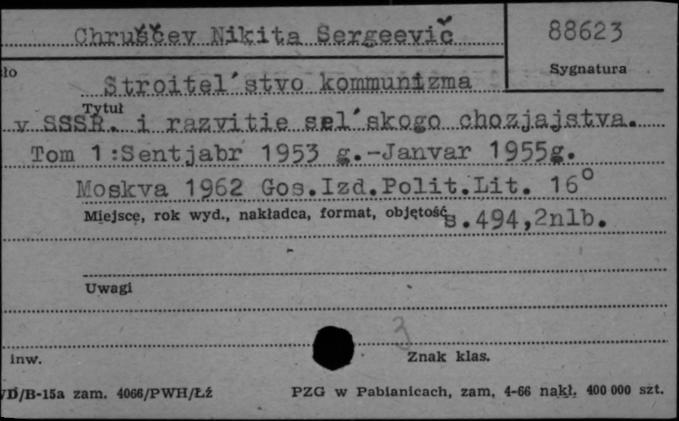 Chruščev Nikita Sergeevič
88623
Sygnatura
Stroitel´stvo kommunizma
Tytuł
v SSSR. i razvitie sel´skogo chozjajstva.
Tom 1:Sentjabr 1953 g.-Janvar 1955g.
Moskva 1962 Gos.Izd.Polit.Lit. 16°
Miejsce, rok wyd., nakładca, format, objętość
s.494,2nlb.
Uwagi
3
inw.
Znak klas.
/D/B-15a zam. 4066/PWH/Łź
PZG w Pabianicach, zam, 4-66 nakł. 400 000 szt.